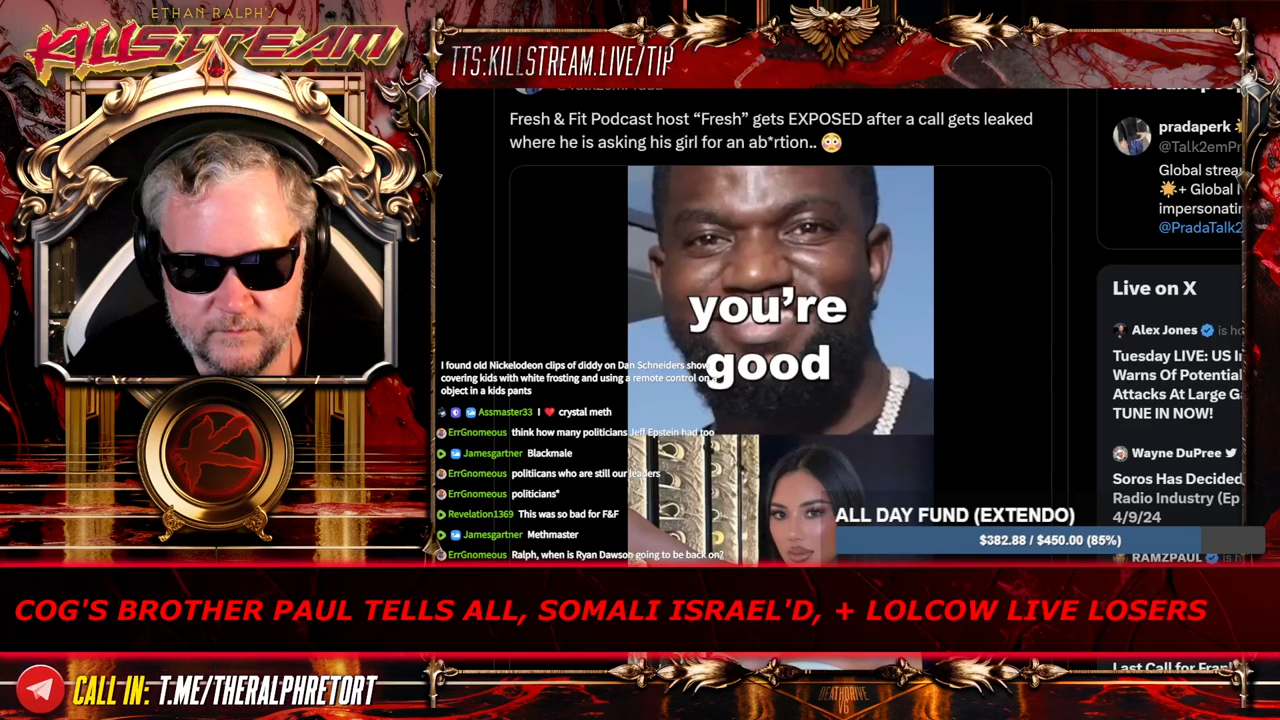 ETHAN RALPH'S
KILLSTREAM
TTS:KILLSTREAM.LIVE/TIP
Fresh & Fit Podcast host “Fresh” gets EXPOSED after a call gets leaked
where he is asking his girl for an ab*rtion.. 😳
you’re
good
pradaperk
@Talk2emPr
Global strea
+ Global
impersonatin
@PradaTalk2
Live on X
Alex Jones is ho
Tuesday LIVE: US I
Warns Of Potential
Attacks At Large G
TUNE IN NOW!
Wayne DuPree
Soros Has Decided
Radio Industry (Ep
4/9/24
RAMZPAUL is h
I found old Nickelodeon clips of diddy on Dan Schneiders show
covering kids with white frosting and using a remote control on a
object in a kids pants
Assmaster33 I ❤ crystal meth
ErrGnomeous think how many politicians Jeff Epstein had too
Jamesgartner Blackmale
ErrGnomeous politiicans who are still our leaders
ErrGnomeous politicians*
Revelation1369 This was so bad for F&F
Jamesgartner Methmaster
ErrGnomeous Ralph, when is Ryan Dawson going to be back on?
ALL DAY FUND (EXTENDO)
$382.88 / $450.00 (85%)
COG'S BROTHER PAUL TELLS ALL, SOMALI ISRAEL'D, + LOLCOW LIVE LOSERS
CALL IN: T.ME/THERALPHRETORT
DEATHDRIVE
V6